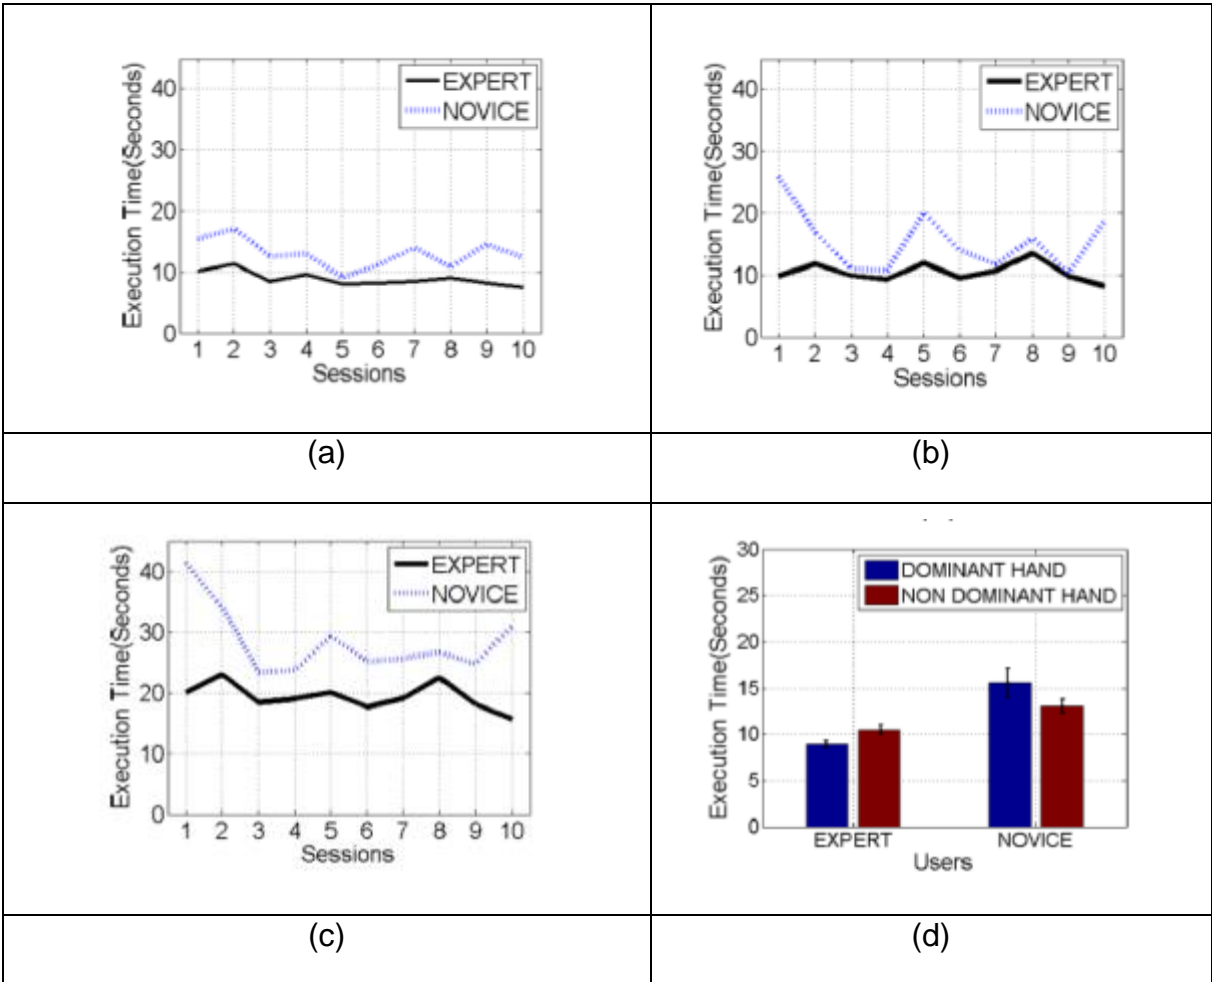 40
30
20
10
0
Execution Time(Seconds)
EXPERT
NOVICE
1 2 3 4 5 6 7 8 9 10
Sessions
(a)
40
30
20
10
0
Execution Time(Seconds)
EXPERT
NOVICE
1 2 3 4 5 6 7 8 9 10
Sessions
(b)
40
30
20
10
0
Execution Time(Seconds)
EXPERT
NOVICE
1 2 3 4 5 6 7 8 9 10
Sessions
(c)
30
25
20
15
10
5
0
Execution Time(Seconds)
DOMINANT HAND
NON DOMINANT HAND
EXPERT NOVICE
Users
(d)